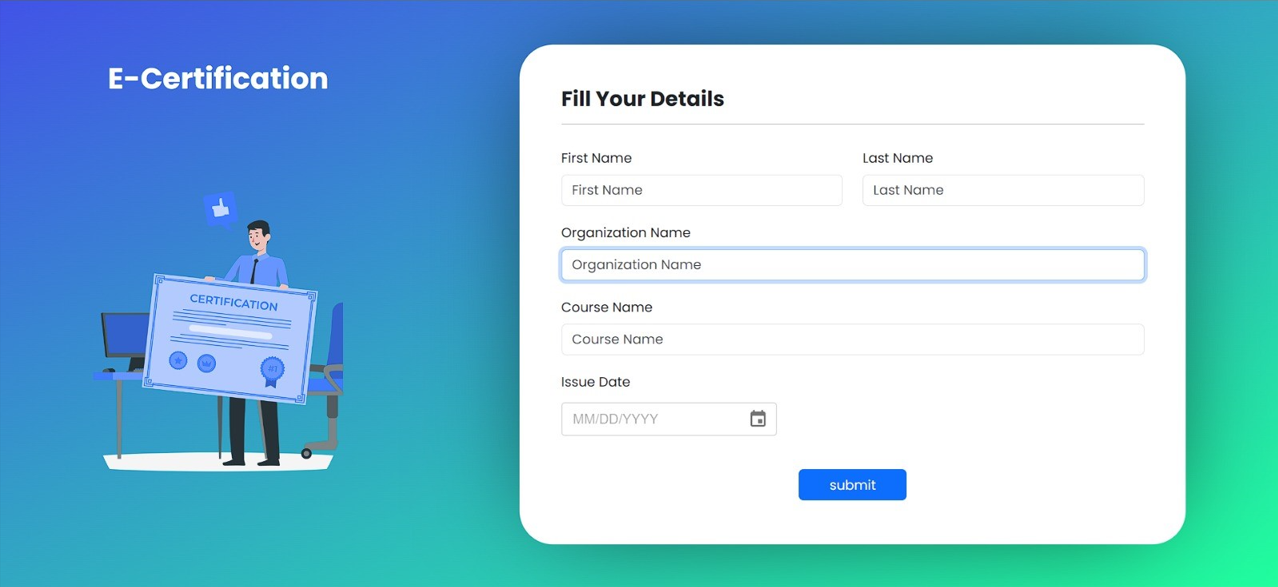 E-Certification
Fill Your Details
First Name
Last Name
First Name
Last Name
Organization Name
Organization Name
Course Name
Course Name
Issue Date
MM/DD/YYYY
submit
CERTIFICATION
#1